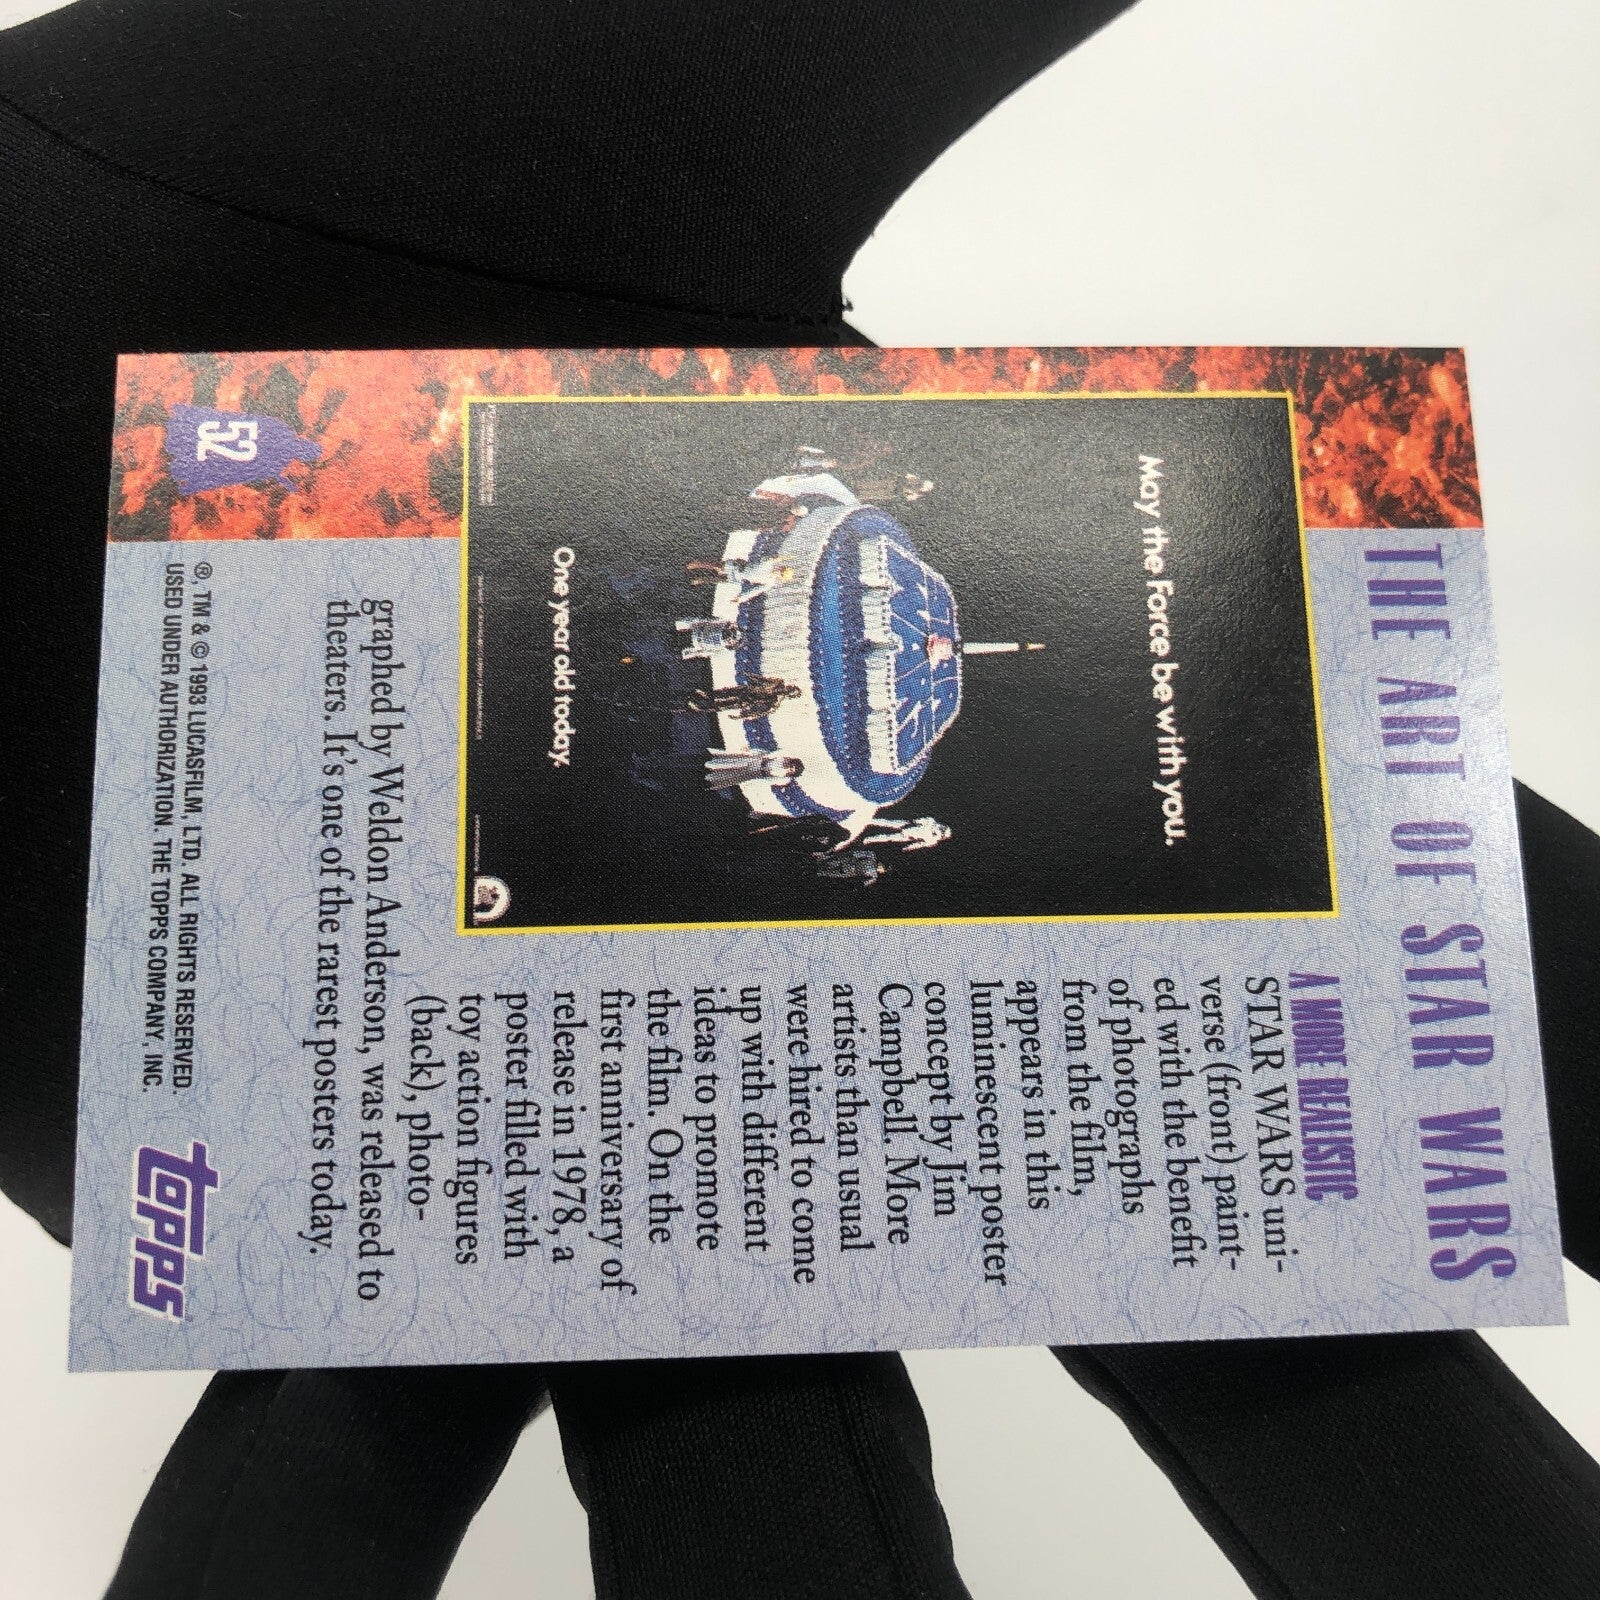 THE ART OF STAR WARS
A MORE REALISTIC
STAR WARS uni-
verse (front) paint-
ed with the benefit
of photographs
from the film,
appears in this
luminescent poster
concept by Jim
Campbell. More
artists than usual
were hired to come
up with different
ideas to promote
the film. On the
first anniversary of
release in 1978, a
poster filled with
toy action figures
(back), photo-
graphed by Weldon Anderson, was released to
theaters. It's one of the rarest posters today.
May the Force be with you.
STAR
WARS
One year old today.
52
®, TM & © 1993 LUCASFILM, LTD. ALL RIGHTS RESERVED.
USED UNDER AUTHORIZATION. THE TOPPS COMPANY, INC.
topps